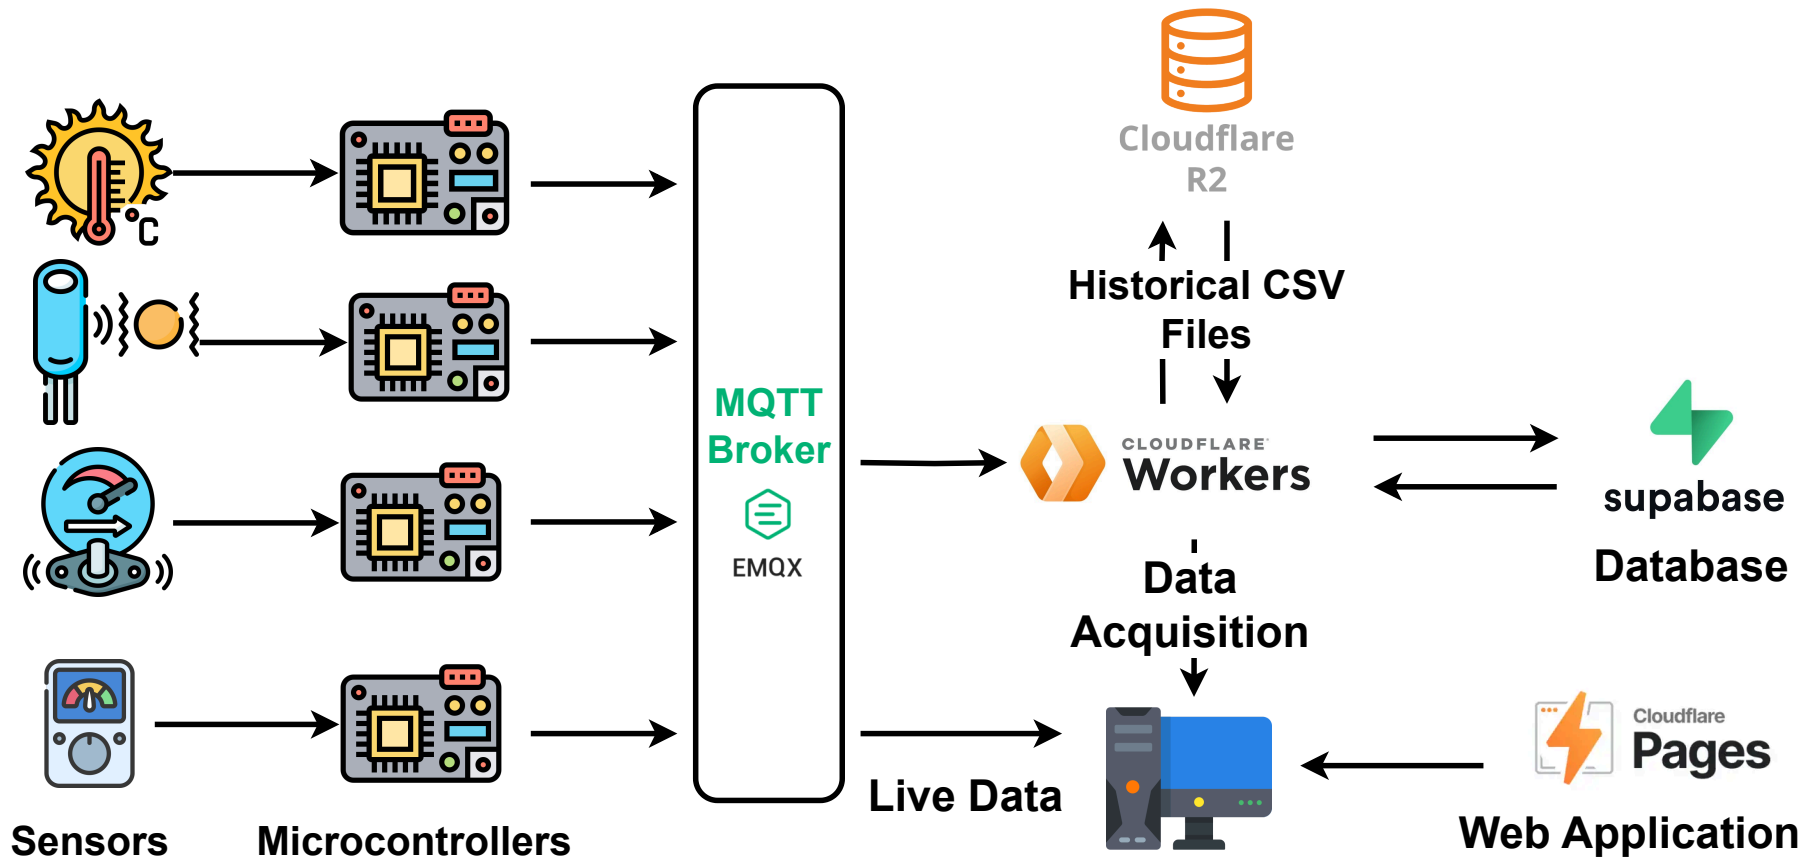 Cloudflare
R2
Historical CSV
Files
°C
MQTT
Broker
EMQX
CLOUDFLARE
Workers
supabase
Database
Data
Acquisition
Live Data
Cloudflare
Pages
Web Application
Sensors
Microcontrollers